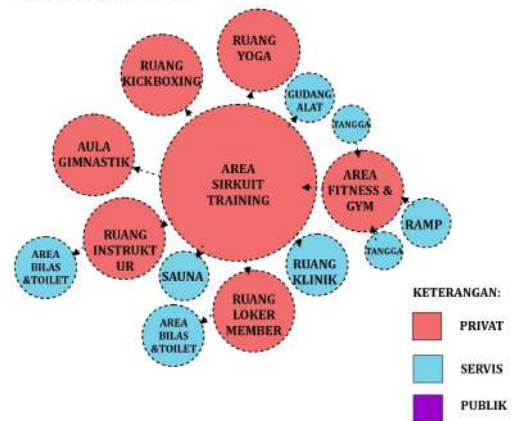 RUANG
YOGA
RUANG
KICKBOXING
GUDANG
ALAT
TANGGA
AULA
GIMNASTIK
AREA
SIRKUIT
TRAINING
AREA
FITNESS &
GYM
RAMP
TANGGA
RUANG
INSTRUKT
UR
AREA
BILAS
&TOILET
SAUNA
RUANG
KLINIK
RUANG
LOKER
MEMBER
AREA
BILAS
&TOILET
KETERANGAN:
PRIVAT
SERVIS
PUBLIK